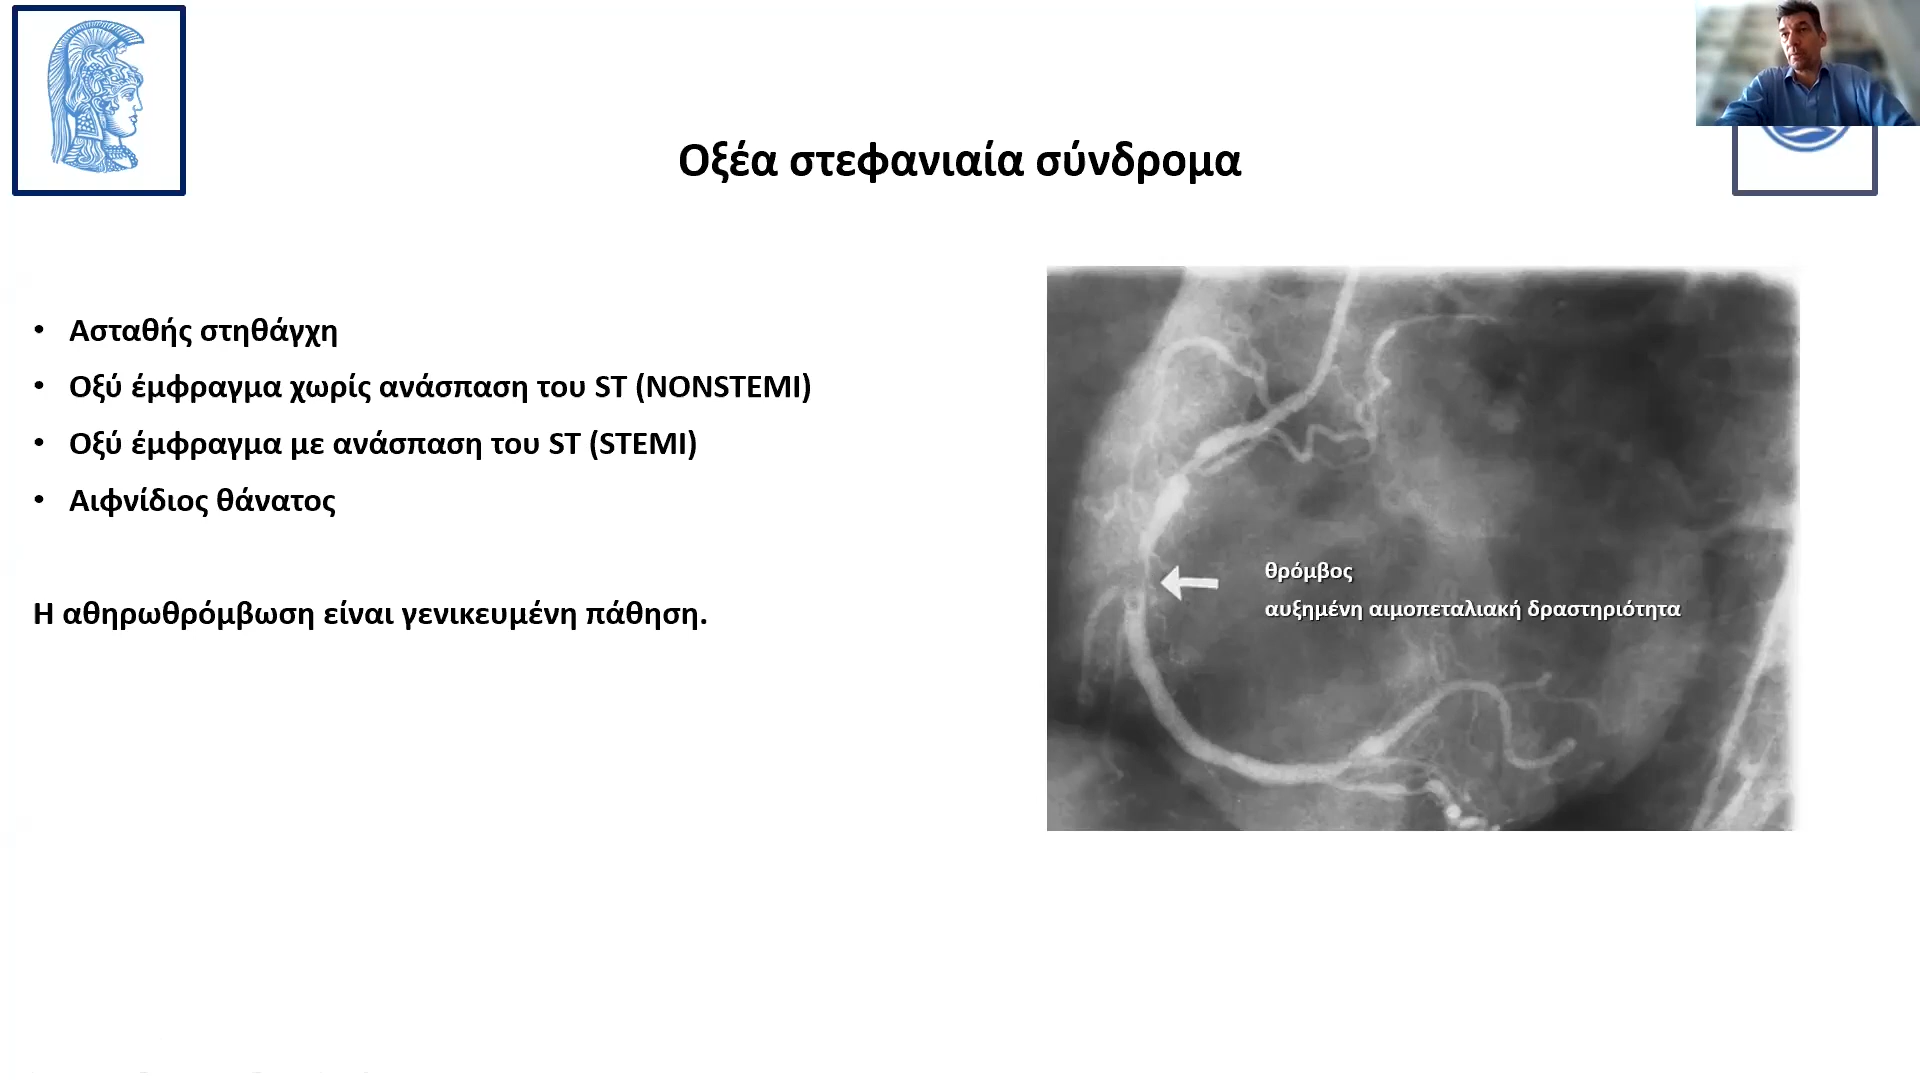 Οξέα στεφανιαία σύνδρομα
• Ασταθής στηθάγχη
• Οξύ έμφραγμα χωρίς ανάσπαση του ST (NONSTEMI)
• Οξύ έμφραγμα με ανάσπαση του ST (STEMI)
• Αιφνίδιος θάνατος
Η αθηρωθρόμβωση είναι γενικευμένη πάθηση.
θρόμβος
αυξημένη αιμοπεταλιακή δραστηριότητα